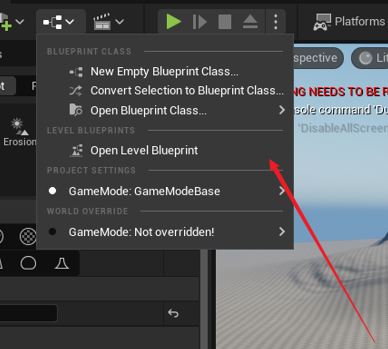 Platforms
BLUEPRINT CLASS
spective
Lit
New Empty Blueprint Class...
NG NEEDS TO BE R
Convert Selection to Blueprint Class...
sole command 'Du
Open Blueprint Class...
'DisableAllScreen
LEVEL BLUEPRINTS
Erosion
Open Level Blueprint
PROJECT SETTINGS
GameMode: GameModeBase
WORLD OVERRIDE
GameMode: Not overridden!